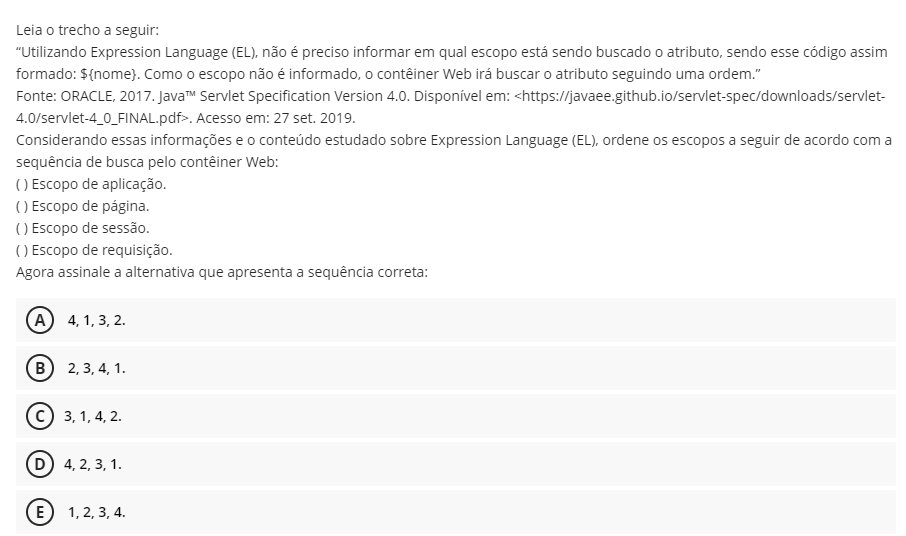 Leia o trecho a seguir:
“Utilizando Expression Language (EL), não é preciso informar em qual escopo está sendo buscado o atributo, sendo esse código assim
formado: ${nome}. Como o escopo não é informado, o contêiner Web irá buscar o atributo seguindo uma ordem.”
Fonte: ORACLE, 2017. Java™ Servlet Specification Version 4.0. Disponível em: <https://javaee.github.io/servlet-spec/downloads/servlet-
4.0/servlet-4_0_FINAL.pdf>. Acesso em: 27 set. 2019.
Considerando essas informações e o conteúdo estudado sobre Expression Language (EL), ordene os escopos a seguir de acordo com a
sequência de busca pelo contêiner Web:
( ) Escopo de aplicação.
( ) Escopo de página.
( ) Escopo de sessão.
( ) Escopo de requisição.
Agora assinale a alternativa que apresenta a sequência correta:
A 4, 1, 3, 2.
B 2, 3, 4, 1.
C 3, 1, 4, 2.
D 4, 2, 3, 1.
E 1, 2, 3, 4.